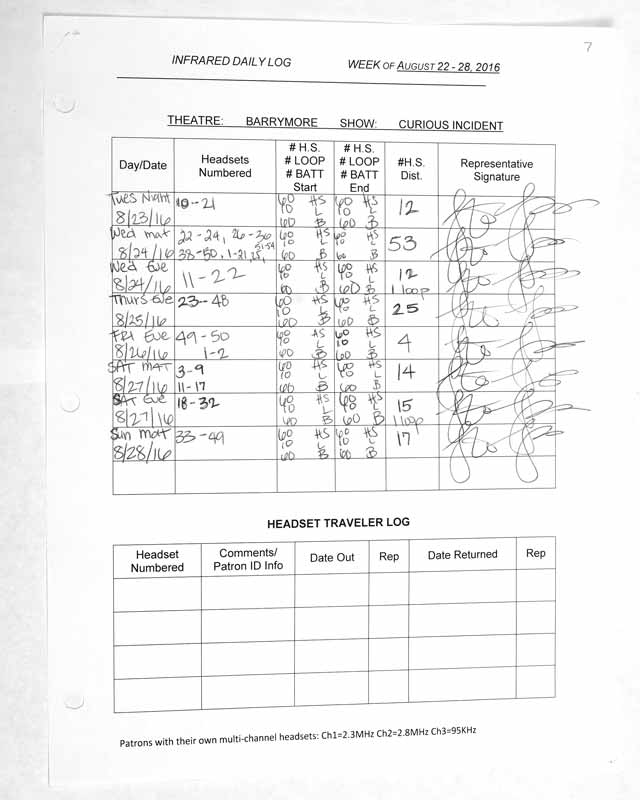 7
INFRARED DAILY LOG WEEK OF AUGUST 22 - 28, 2016
THEATRE: BARRYMORE SHOW: CURIOUS INCIDENT
Day/Date Headsets Numbered # H.S. # LOOP # BATT Start # H.S. # LOOP # BATT End #H.S. Dist. Representative Signature
Tues Night 8/23/16 10-21 60 HS 10 L 60 B 60 HS 10 L 60 B 12
Wed mat 8/24/16 22-24, 26-36 38-50, 1-21, 25, 51-54 60 HS 10 L 60 B 60 HS 10 L 60 B 53
Wed Eve 8/24/16 11-22 60 HS 10 L 60 B 60 HS 10 L 60 B 12 1 loop
Thurs Eve 8/25/16 23-48 60 HS 10 L 60 B 60 HS 10 L 60 B 25
Fri Eve 8/26/16 49-50 1-2 60 HS 10 L 60 B 60 HS 10 L 60 B 4
SAT MAT 8/27/16 3-9 11-17 60 HS 10 L 60 B 60 HS 10 L 60 B 14
SAT Eve 8/27/16 18-32 60 HS 10 L 60 B 60 HS 10 L 60 B 15 1 loop
Sun mat 8/28/16 33-49 60 HS 10 L 60 B 60 HS 10 L 60 B 17
HEADSET TRAVELER LOG
Headset Numbered Comments/ Patron ID Info Date Out Rep Date Returned Rep
Patrons with their own multi-channel headsets: Ch1=2.3MHz Ch2=2.8MHz Ch3=95KHz